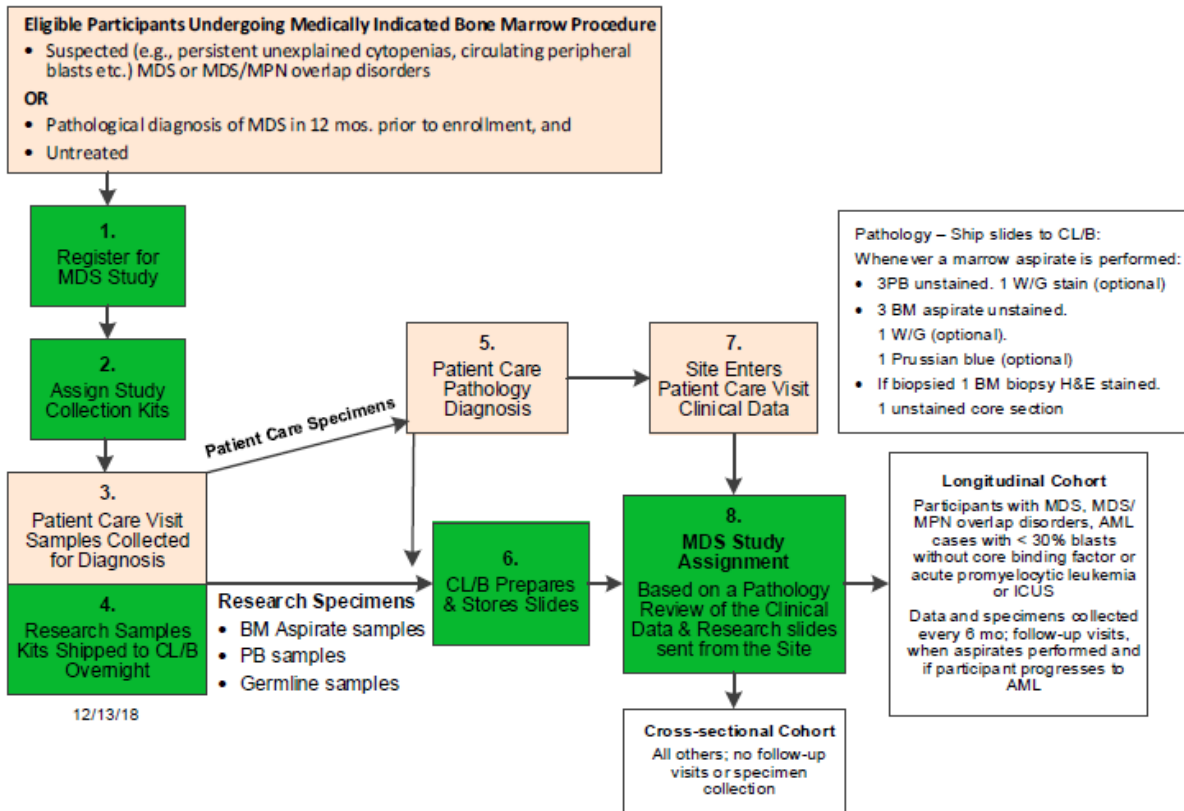 Eligible Participants Undergoing Medically Indicated Bone Marrow Procedure
• Suspected (e.g., persistent unexplained cytopenias, circulating peripheral
blasts etc.) MDS or MDS/MPN overlap disorders
OR
• Pathological diagnosis of MDS in 12 mos. prior to enrollment, and
• Untreated
1.
Register for
MDS Study
2.
Assign Study
Collection Kits
3.
Patient Care Visit
Samples Collected
for Diagnosis
4.
Research Samples
Kits Shipped to CL/B
Overnight
12/13/18
Patient Care Specimens
Research Specimens
• BM Aspirate samples
• PB samples
• Germline samples
5.
Patient Care
Pathology
Diagnosis
6.
CL/B Prepares
& Stores Slides
7.
Site Enters
Patient Care Visit
Clinical Data
8.
MDS Study
Assignment
Based on a Pathology
Review of the Clinical
Data & Research slides
sent from the Site
Pathology – Ship slides to CL/B:
Whenever a marrow aspirate is performed:
• 3PB unstained. 1 W/G stain (optional)
• 3 BM aspirate unstained.
1 W/G (optional).
1 Prussian blue (optional)
• If biopsied 1 BM biopsy H&E stained.
1 unstained core section
Longitudinal Cohort
Participants with MDS, MDS/
MPN overlap disorders, AML
cases with < 30% blasts
without core binding factor or
acute promyelocytic leukemia
or ICUS
Data and specimens collected
every 6 mo; follow-up visits,
when aspirates performed and
if participant progresses to
AML
Cross-sectional Cohort
All others; no follow-up
visits or specimen
collection